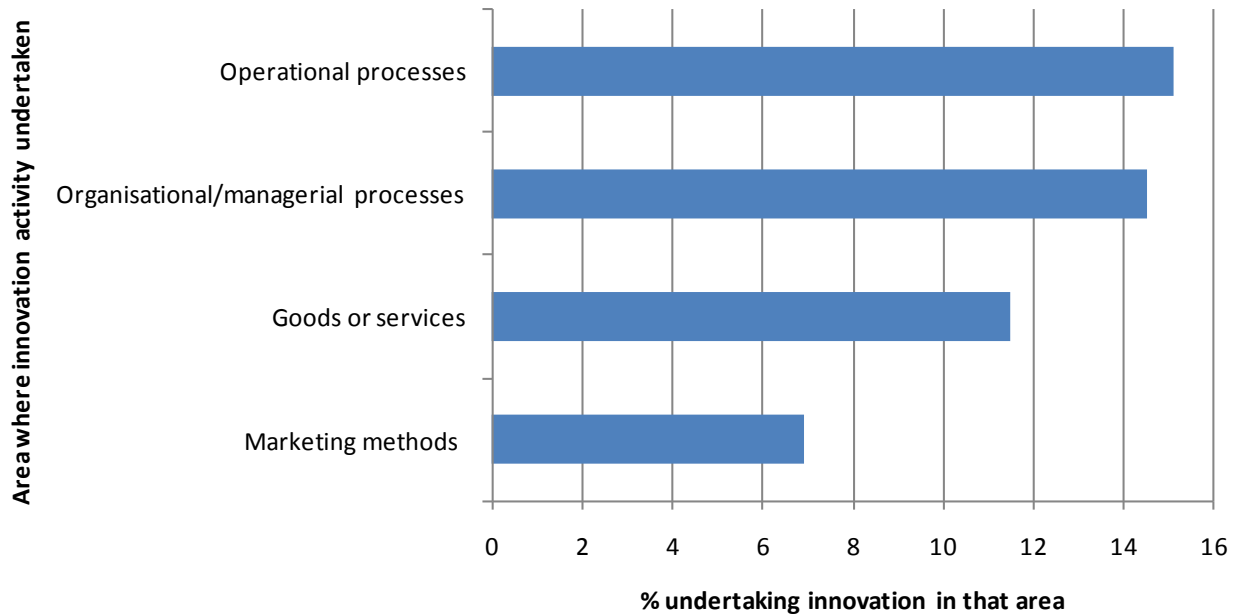 Area where innovation activity undertaken
Operational processes
Organisational/managerial processes
Goods or services
Marketing methods
0 2 4 6 8 10 12 14 16
% undertaking innovation in that area